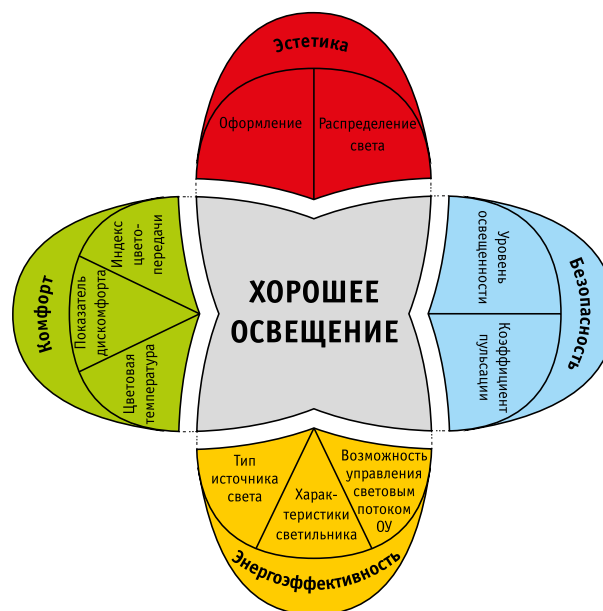 Эстетика
Оформление
Распределение
света
Комфорт
Индекс
цвето-
передачи
Показатель
дискомфорта
Цветовая
температура
ХОРОШЕЕ
ОСВЕЩЕНИЕ
Уровень
освещенности
Коэффициент
пульсации
Безопасность
Тип
источника
света
Харак-
теристики
светильника
Возможность
управления
световым
потоком
ОУ
Энергоэффективность